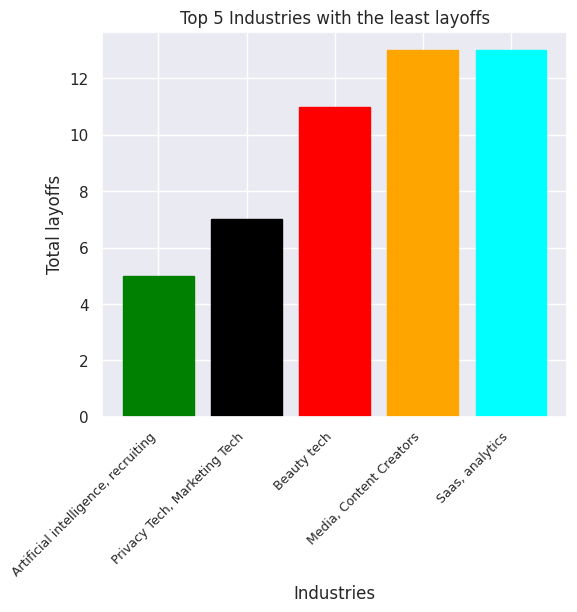 Top 5 Industries with the least layoffs
Total layoffs
12
10
8
6
4
2
0
Artificial intelligence, recruiting
Privacy Tech, Marketing Tech
Beauty tech
Media, Content Creators
Saas, analytics
Industries